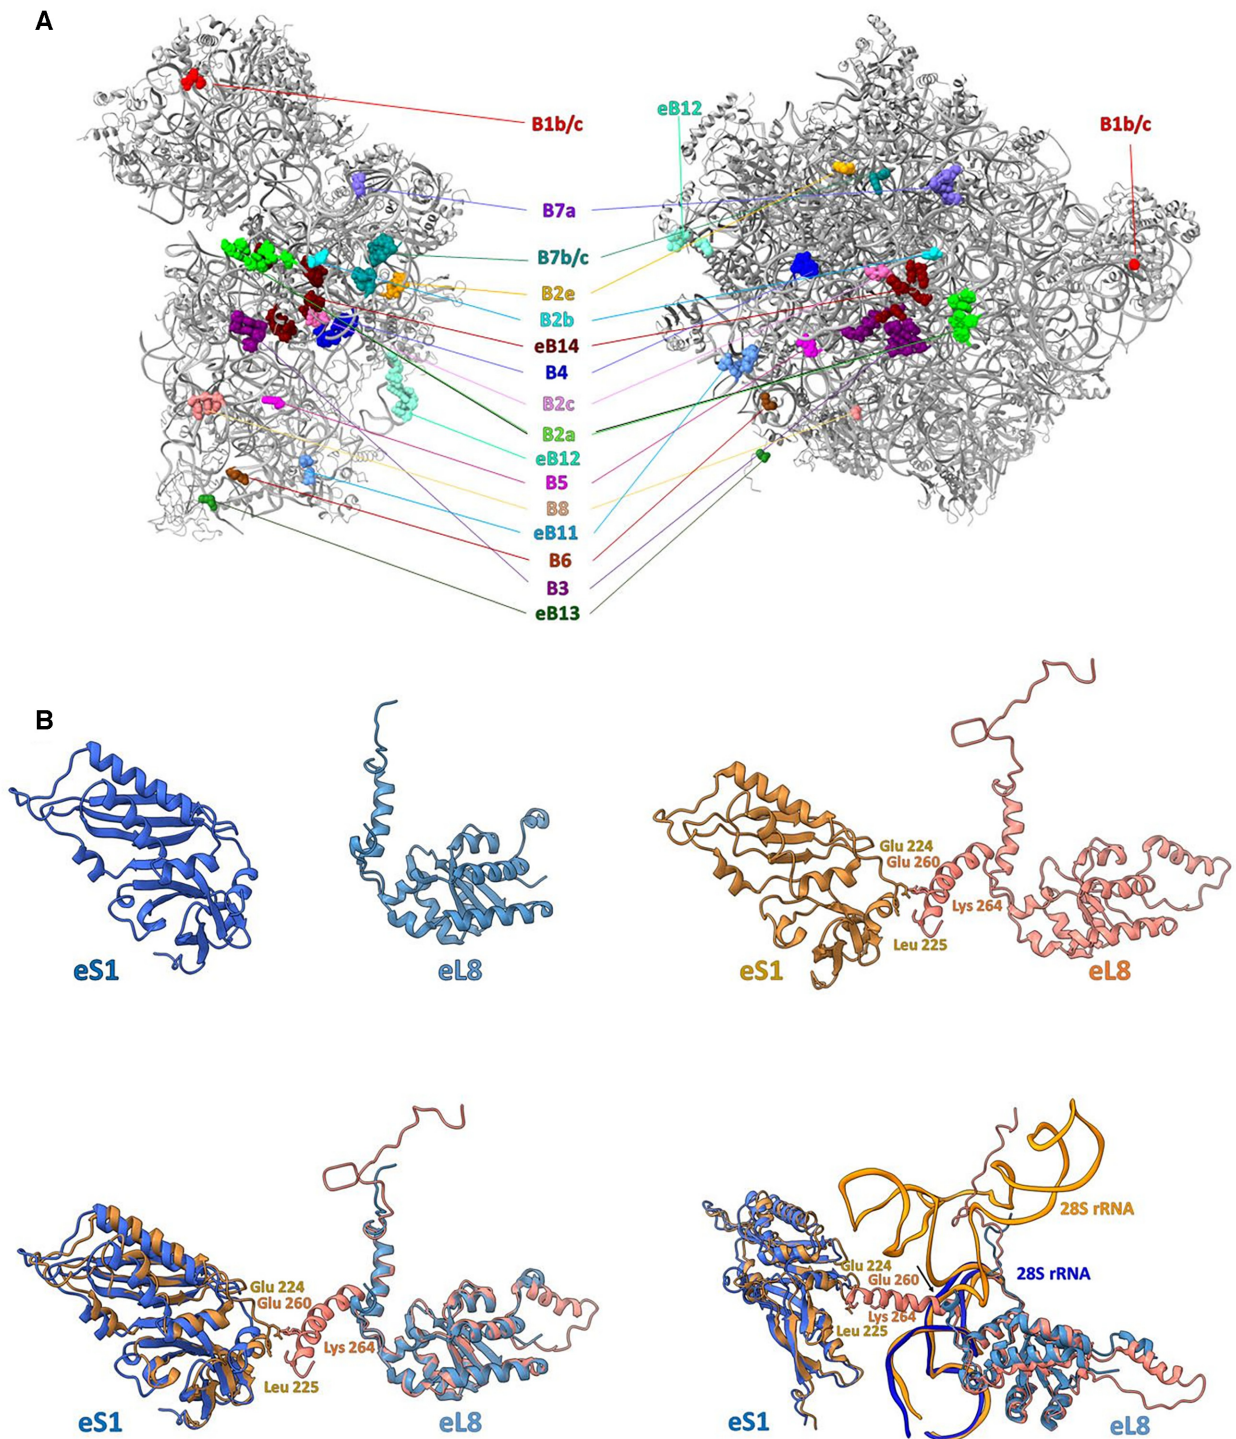 A
B1b/c
B7a
B7b/c
B2e
B2b
eB14
B4
B2c
B2a
eB12
B5
B8
eB11
B6
B3
eB13
eB12
B1b/c
B
eS1
eL8
Glu 224
Glu 260
Lys 264
Leu 225
eS1
eL8
Glu 224
Glu 260
Lys 264
Leu 225
eS1
eL8
28S rRNA
28S rRNA
Glu 224
Glu 260
Lys 264
Leu 225
eS1
eL8